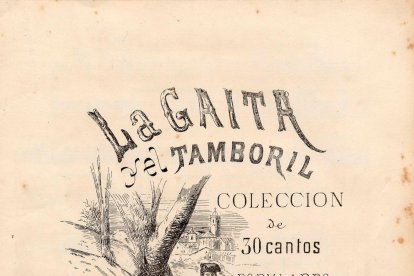 La GAITA
y el TAMBORIL
COLECCION
de
30 cantos